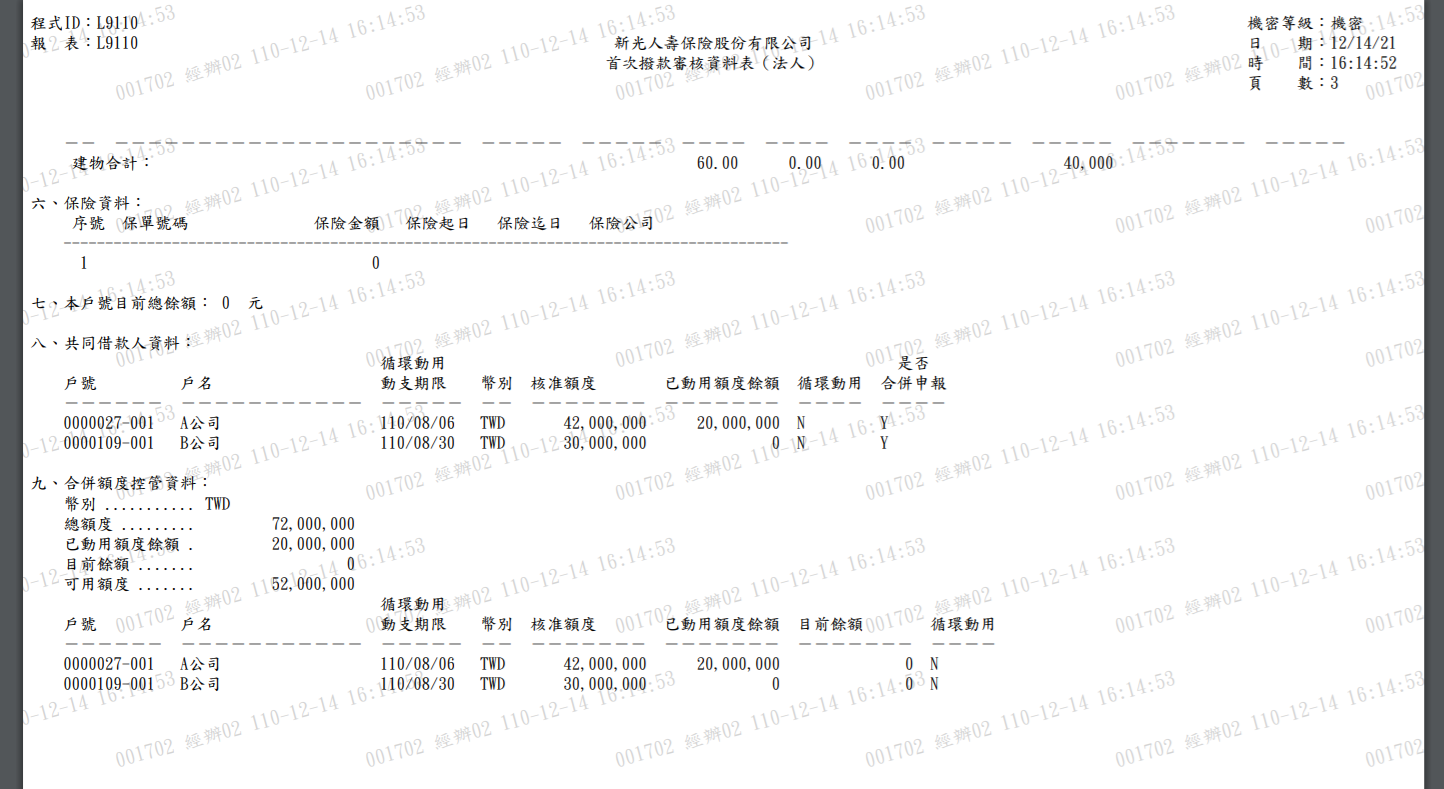 程式ID：L9110
機密等級：機密
報　表：L9110
新光人壽保險股份有限公司
日　　期：12/14/21
首次撥款審核資料表（法人）
時　　間：16:14:52
頁　　數：3
建物合計：　60.00　0.00　0.00　40,000
六、保險資料：
序號　保單號碼　保險金額　保險起日　保險迄日　保險公司
1　0
七、本戶號目前總餘額：　0　元
八、共同借款人資料：
循環動用　是否
戶號　戶名　動支期限　幣別　核准額度　已動用額度餘額　循環動用　合併申報
0000027-001　A公司　110/08/06　TWD　42,000,000　20,000,000　N　Y
0000109-001　B公司　110/08/30　TWD　30,000,000　0　N　Y
九、合併額度控管資料：
幣別 ........... TWD
總額度 .........　72,000,000
已動用額度餘額 .　20,000,000
目前餘額 .......　0
可用額度 .......　52,000,000
循環動用
戶號　戶名　動支期限　幣別　核准額度　已動用額度餘額　目前餘額　循環動用
0000027-001　A公司　110/08/06　TWD　42,000,000　20,000,000　0　N
0000109-001　B公司　110/08/30　TWD　30,000,000　0　0　N
001702 經辦02 110-12-14 16:14:53